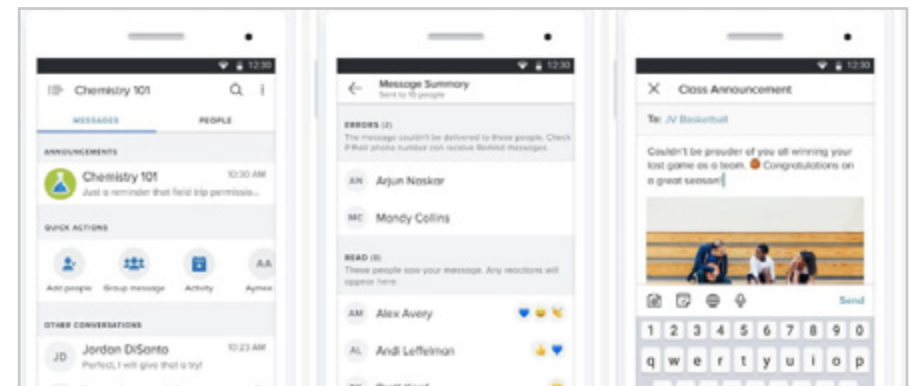 12:30
Chemistry 101
MESSAGES PEOPLE
ANNOUNCEMENTS
Chemistry 101 10:30 AM
Just a reminder that field trip permissio...
QUICK ACTIONS
AA
Add people Group message Activity Aymee
OTHER CONVERSATIONS
JD Jordan DiSanto 10:23 AM
Perfect, I will give that a try!
12:30
Message Summary
Sent to 10 people
ERRORS (2)
The message couldn't be delivered to these people. Check
if their phone number can receive Remind messages.
AN Arjun Naskar
MC Mandy Collins
READ (8)
These people saw your message. Any reactions will
appear here.
AM Alex Avery
AL Andi Leffelman
12:30
Class Announcement
To: JV Basketball
Couldn't be prouder of you all winning your
last game as a team. 🏀 Congratulations on
a great season!
Send
1 2 3 4 5 6 7 8 9 0
q w e r t y u i o p